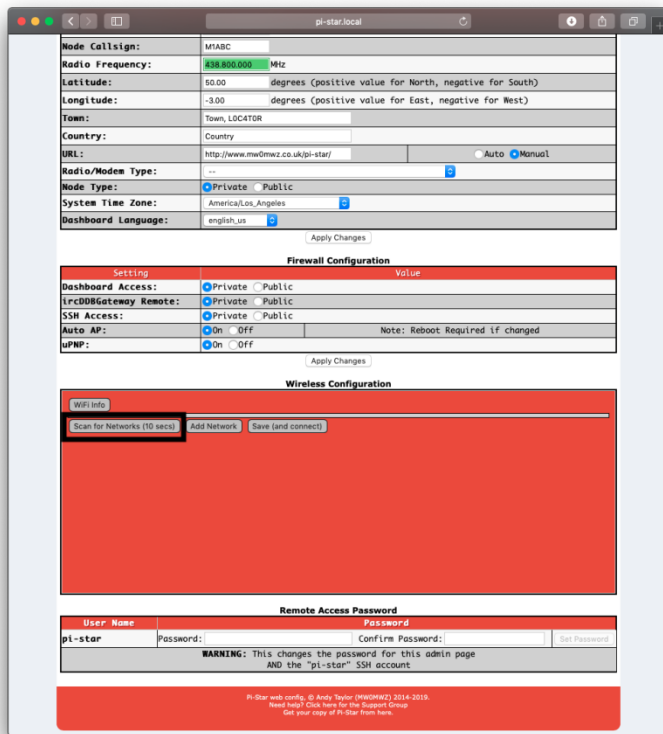 pi-star.local
Node Callsign: M1ABC
Radio Frequency: 438.800.000 MHz
Latitude: 50.00 degrees (positive value for North, negative for South)
Longitude: -3.00 degrees (positive value for East, negative for West)
Town: Town, L0C4T0R
Country: Country
URL: http://www.mw0mwz.co.uk/pi-star/ Auto Manual
Radio/Modem Type: --
Node Type: Private Public
System Time Zone: America/Los_Angeles
Dashboard Language: english_us
Apply Changes
Firewall Configuration
Setting Value
Dashboard Access: Private Public
ircDDBGateway Remote: Private Public
SSH Access: Private Public
Auto AP: On Off Note: Reboot Required if changed
uPNP: On Off
Apply Changes
Wireless Configuration
WiFi Info
Scan for Networks (10 secs) Add Network Save (and connect)
Remote Access Password
User Name Password
pi-star Password: Confirm Password: Set Password
WARNING: This changes the password for this admin page
AND the "pi-star" SSH account
Pi-Star web config, © Andy Taylor (MW0MWZ) 2014-2019.
Need help? Click here for the Support Group
Get your copy of Pi-Star from here.